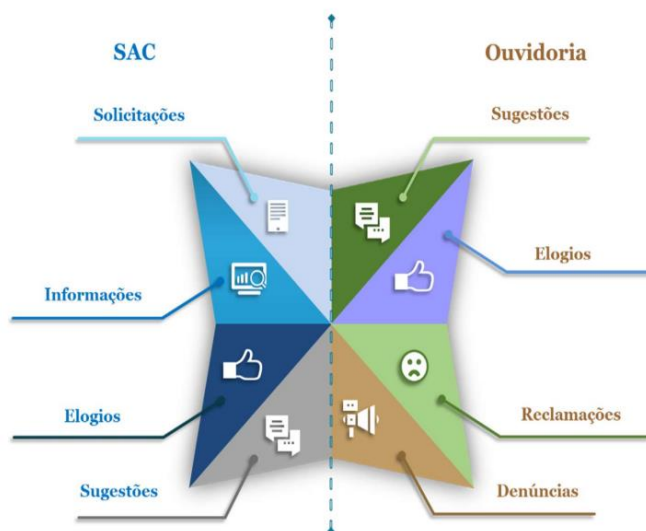 SAC
Solicitações
Informações
Elogios
Sugestões
Ouvidoria
Sugestões
Elogios
Reclamações
Denúncias